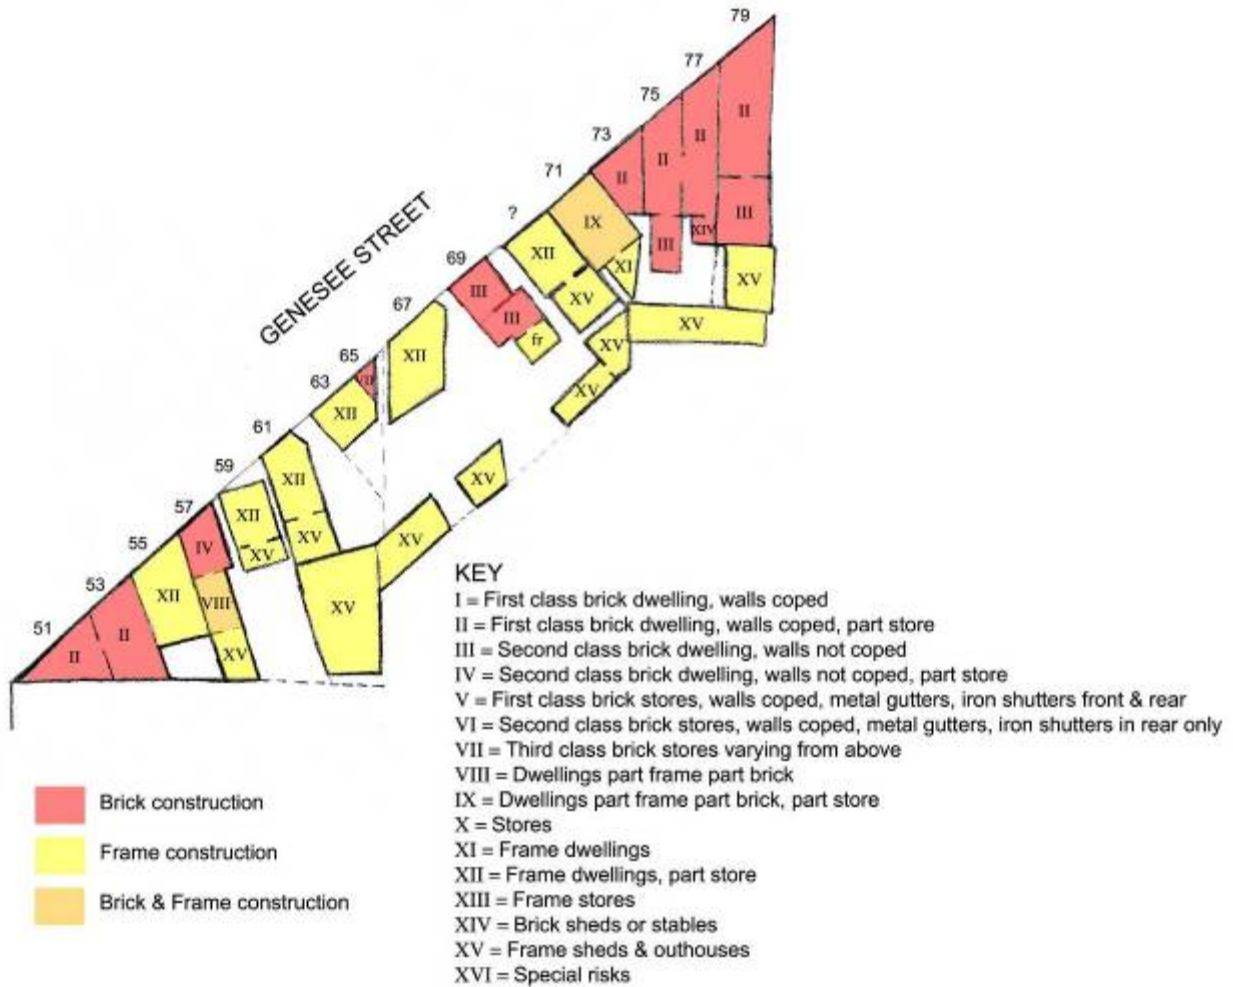 79
77
II
75
II
73
II
II
71
IX
?
XII
III
XIV
III
XI
XV
GENESEE STREET
69
III
XV
III
fr
XV
XV
67
XII
XV
65
VII
63
XII
61
XII
XV
59
XII
XV
XV
XV
57
IV
XV
55
XII
VIII
XV
53
II
51
II
KEY
I = First class brick dwelling, walls coped
II = First class brick dwelling, walls coped, part store
III = Second class brick dwelling, walls not coped
IV = Second class brick dwelling, walls not coped, part store
V = First class brick stores, walls coped, metal gutters, iron shutters front & rear
VI = Second class brick stores, walls coped, metal gutters, iron shutters in rear only
VII = Third class brick stores varying from above
VIII = Dwellings part frame part brick
IX = Dwellings part frame part brick, part store
X = Stores
XI = Frame dwellings
XII = Frame dwellings, part store
XIII = Frame stores
XIV = Brick sheds or stables
XV = Frame sheds & outhouses
XVI = Special risks
Brick construction
Frame construction
Brick & Frame construction